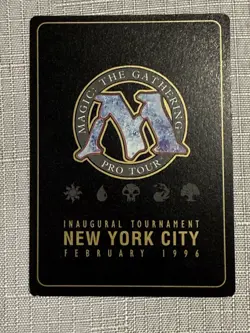 MAGIC: THE GATHERING
M
PRO TOUR
INAUGURAL TOURNAMENT
NEW YORK CITY
FEBRUARY 1996